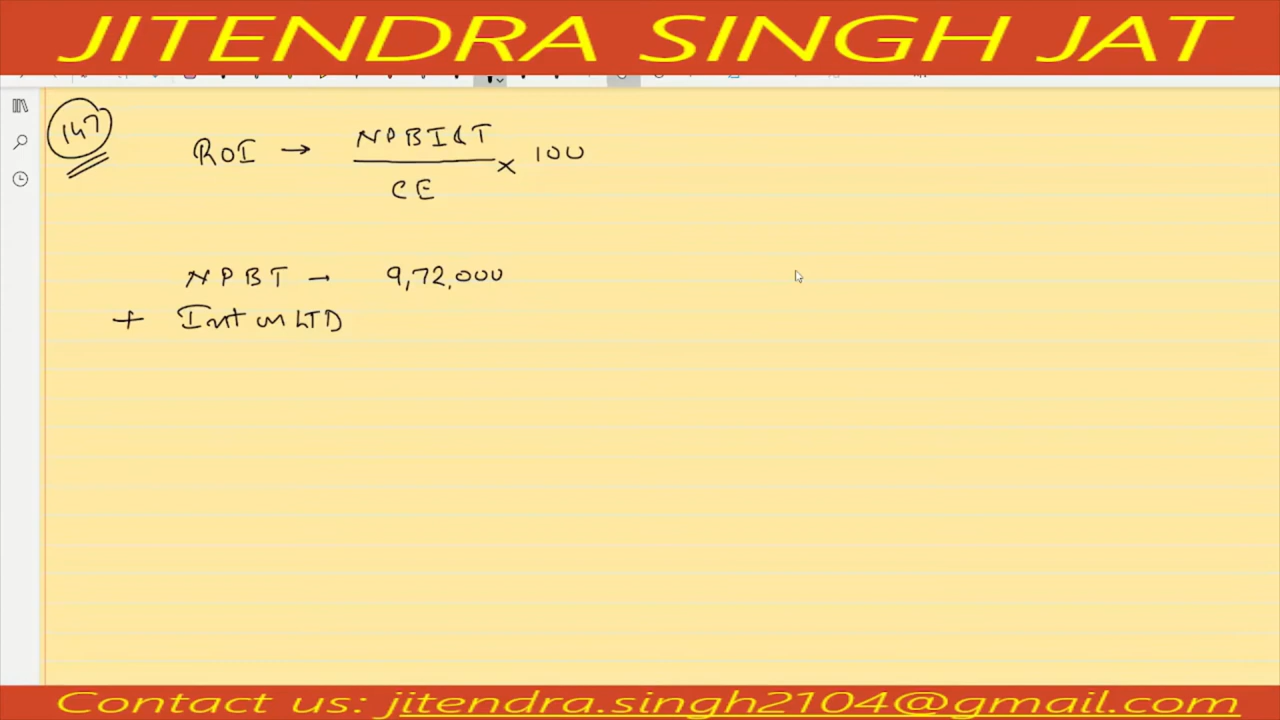 JITENDRA SINGH JAT
147
ROI → NPBI&T / CE × 100
NPBT → 9,72,000
+ Int on LTD
Contact us: jitendra.singh2104@gmail.com